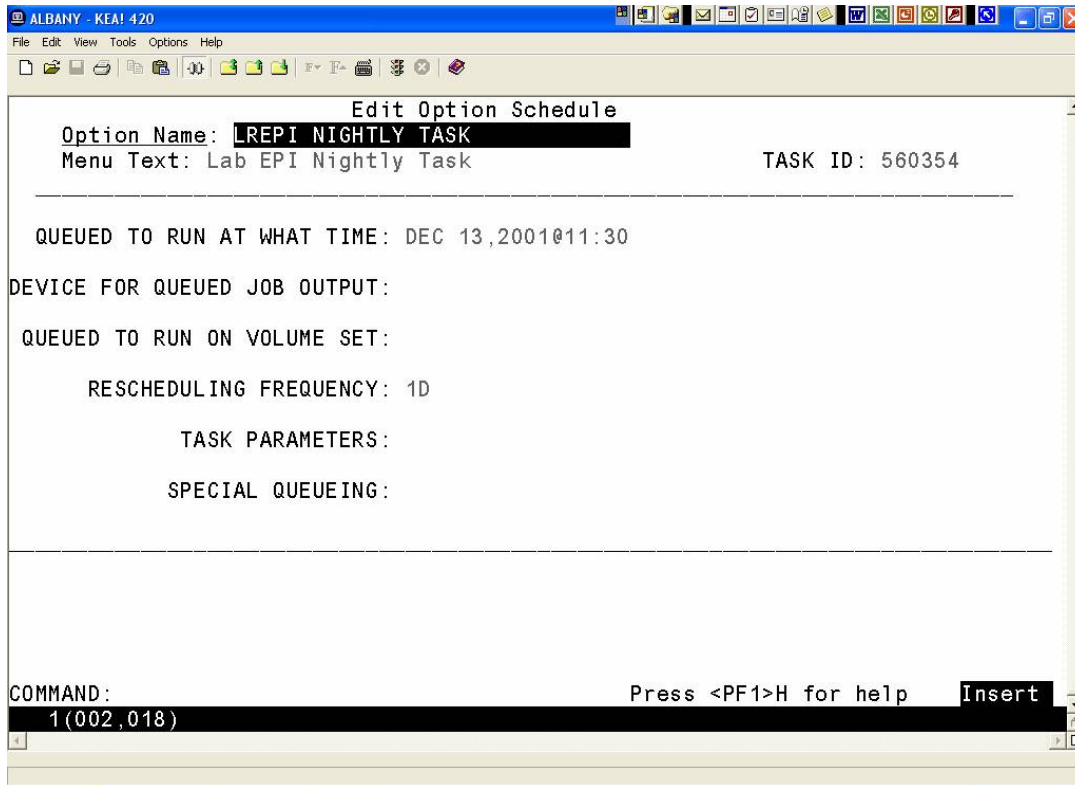 ALBANY - KEA! 420
File Edit View Tools Options Help
Edit Option Schedule
Option Name: LREPI NIGHTLY TASK
Menu Text: Lab EPI Nightly Task TASK ID: 560354
QUEUED TO RUN AT WHAT TIME: DEC 13,2001@11:30
DEVICE FOR QUEUED JOB OUTPUT:
QUEUED TO RUN ON VOLUME SET:
RESCHEDULING FREQUENCY: 1D
TASK PARAMETERS:
SPECIAL QUEUEING:
COMMAND: Press <PF1>H for help Insert
1(002,018)